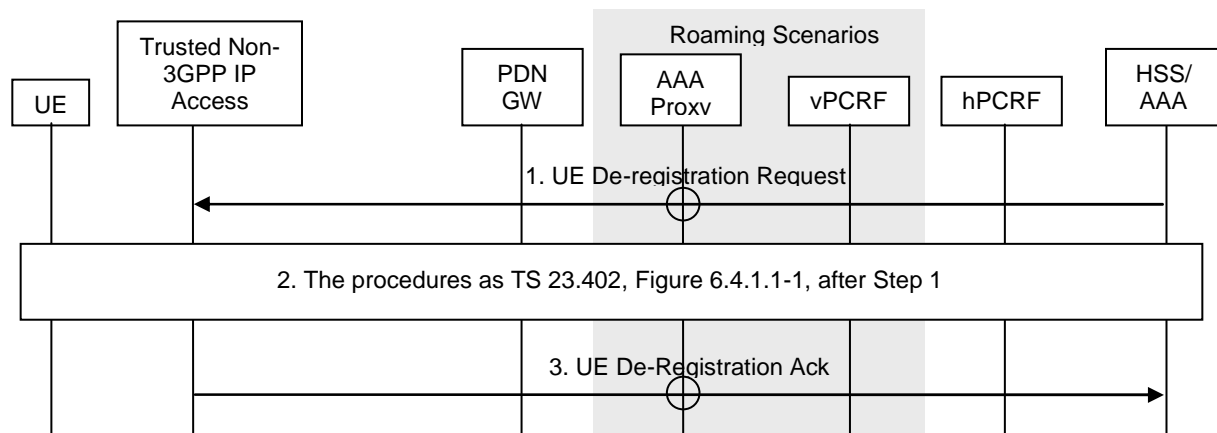 Roaming Scenarios
UE
Trusted Non-
3GPP IP
Access
PDN
GW
AAA
Proxy
vPCRF
hPCRF
HSS/
AAA
1. UE De-registration Request
2. The procedures as TS 23.402, Figure 6.4.1.1-1, after Step 1
3. UE De-Registration Ack